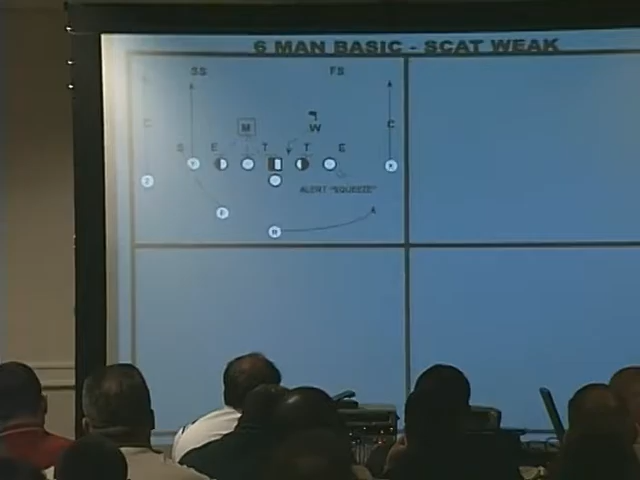 6 MAN BASIC - SCAT WEAK
SS FS
C M W C
S E T T E
ALERT "SQUEEZE"